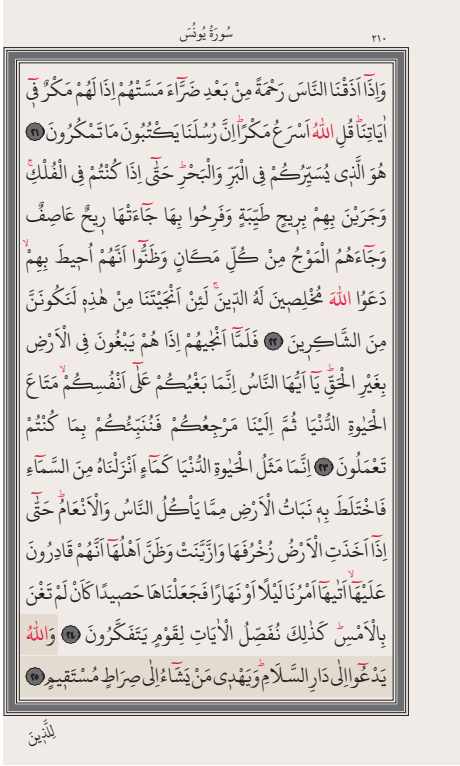 سُورَةُ يُونُسَ ٢١٠
وَاِذَٓا اَذَقْنَا النَّاسَ رَحْمَةً مِنْ بَعْدِ ضَرَّٓاءَ مَسَّتْهُمْ اِذَا لَهُمْ مَكْرٌ ف۪ٓي
اٰيَاتِنَاۜ قُلِ اللّٰهُ اَسْرَعُ مَكْرًاۜ اِنَّ رُسُلَنَا يَكْتُبُونَ مَا تَمْكُرُونَ ٢١
هُوَ الَّذ۪ي يُسَيِّرُكُمْ فِي الْبَرِّ وَالْبَحْرِۜ حَتّٰٓى اِذَا كُنْتُمْ فِي الْفُلْكِۚ
وَجَرَيْنَ بِهِمْ بِر۪يحٍ طَيِّبَةٍ وَفَرِحُوا بِهَا جَٓاءَتْهَا ر۪يحٌ عَاصِفٌ
وَجَٓاءَهُمُ الْمَوْجُ مِنْ كُلِّ مَكَانٍ وَظَنُّٓوا اَنَّهُمْ اُح۪يطَ بِهِمْۙ
دَعَوُا اللّٰهَ مُخْلِص۪ينَ لَهُ الدّ۪ينَۚ لَئِنْ اَنْجَيْتَنَا مِنْ هٰذِه۪ لَنَكُونَنَّ
مِنَ الشَّاكِر۪ينَ ٢٢ فَلَمَّٓا اَنْجٰيهُمْ اِذَا هُمْ يَبْغُونَ فِي الْاَرْضِ
بِغَيْرِ الْحَقِّۜ يَٓا اَيُّهَا النَّاسُ اِنَّمَا بَغْيُكُمْ عَلٰٓى اَنْفُسِكُمْۙ مَتَاعَ
الْحَيٰوةِ الدُّنْيَا ثُمَّ اِلَيْنَا مَرْجِعُكُمْ فَنُنَبِّئُكُمْ بِمَا كُنْتُمْ
تَعْمَلُونَ ٢٣ اِنَّمَا مَثَلُ الْحَيٰوةِ الدُّنْيَا كَمَٓاءٍ اَنْزَلْنَاهُ مِنَ السَّمَٓاءِ
فَاخْتَلَطَ بِه۪ نَبَاتُ الْاَرْضِ مِمَّا يَاْكُلُ النَّاسُ وَالْاَنْعَامُۜ حَتّٰٓى
اِذَٓا اَخَذَتِ الْاَرْضُ زُخْرُفَهَا وَازَّيَّنَتْ وَظَنَّ اَهْلُهَٓا اَنَّهُمْ قَادِرُونَ
عَلَيْهَٓاۙ اَتٰيهَٓا اَمْرُنَا لَيْلًا اَوْ نَهَارًا فَجَعَلْنَاهَا حَص۪يدًا كَاَنْ لَمْ تَغْنَ
بِالْاَمْسِۜ كَذٰلِكَ نُفَصِّلُ الْاٰيَاتِ لِقَوْمٍ يَتَفَكَّرُونَ ٢٤ وَاللّٰهُ
يَدْعُٓوا اِلٰى دَارِ السَّلَامِۜ وَيَهْد۪ي مَنْ يَشَٓاءُ اِلٰى صِرَاطٍ مُسْتَق۪يمٍ ٢٥
لِلَّذ۪ينَ